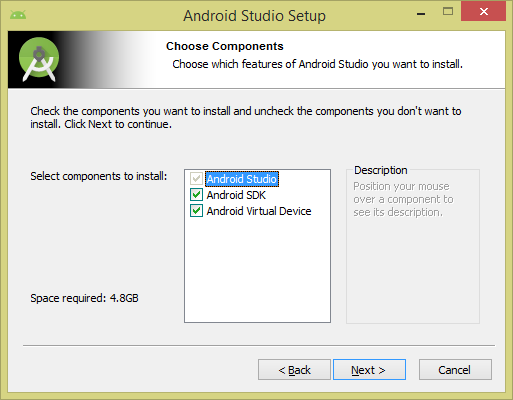 Android Studio Setup
Choose Components
Choose which features of Android Studio you want to install.
Check the components you want to install and uncheck the components you don't want to
install. Click Next to continue.
Select components to install:
Android Studio
Android SDK
Android Virtual Device
Description
Position your mouse
over a component to
see its description.
Space required: 4.8GB
< Back
Next >
Cancel